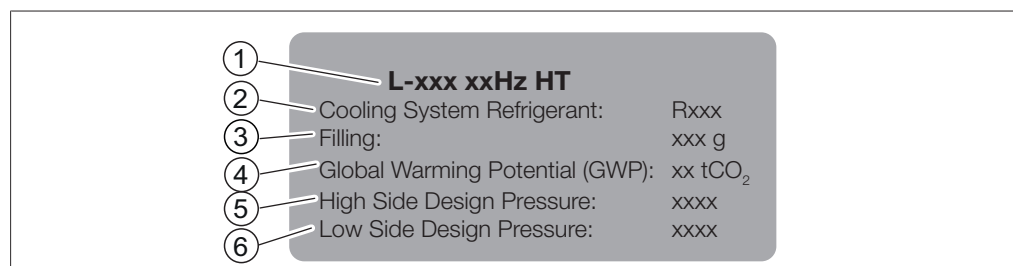 ① L-xxx xxHz HT
② Cooling System Refrigerant: Rxxx
③ Filling: xxx g
④ Global Warming Potential (GWP): xx tCO₂
⑤ High Side Design Pressure: xxxx
⑥ Low Side Design Pressure: xxxx